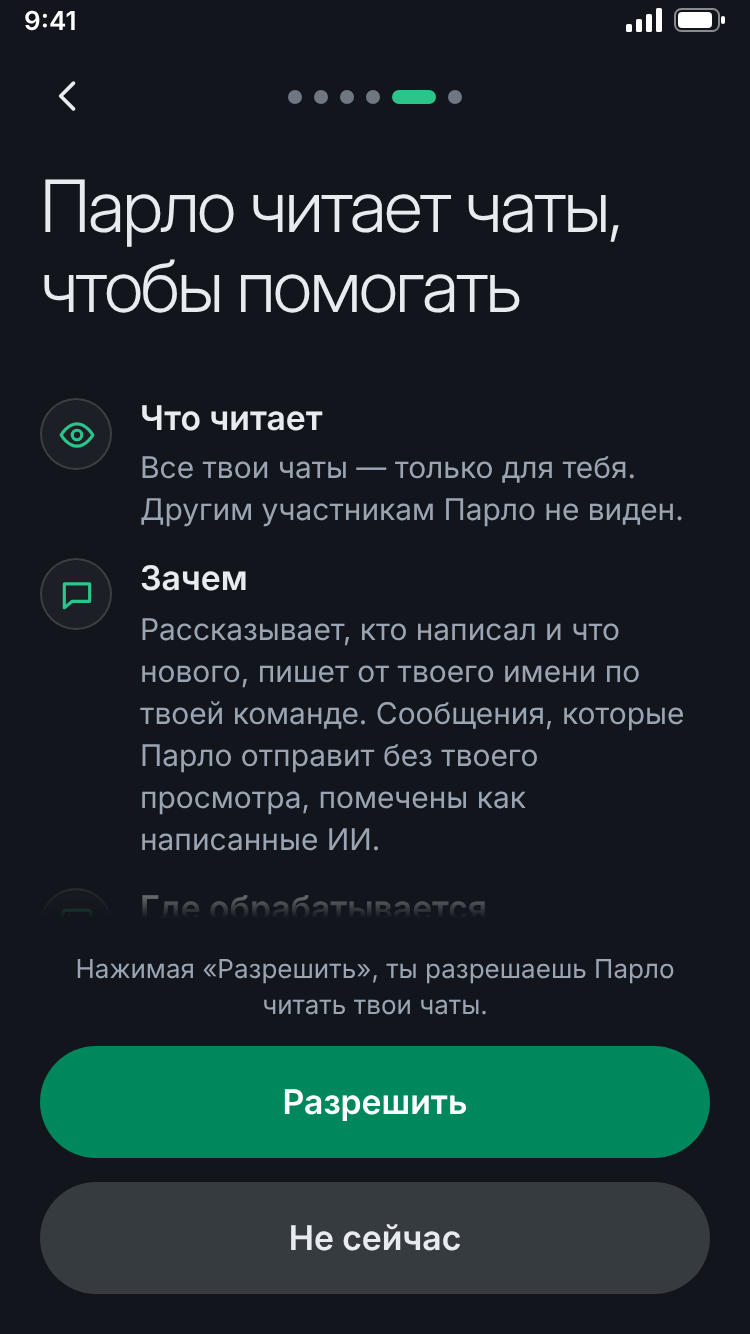 9:41
Парло читает чаты,
чтобы помогать
Что читает
Все твои чаты — только для тебя.
Другим участникам Парло не виден.
Зачем
Рассказывает, кто написал и что
нового, пишет от твоего имени по
твоей команде. Сообщения, которые
Парло отправит без твоего
просмотра, помечены как
написанные ИИ.
Где обрабатывается
Нажимая «Разрешить», ты разрешаешь Парло
читать твои чаты.
Разрешить
Не сейчас